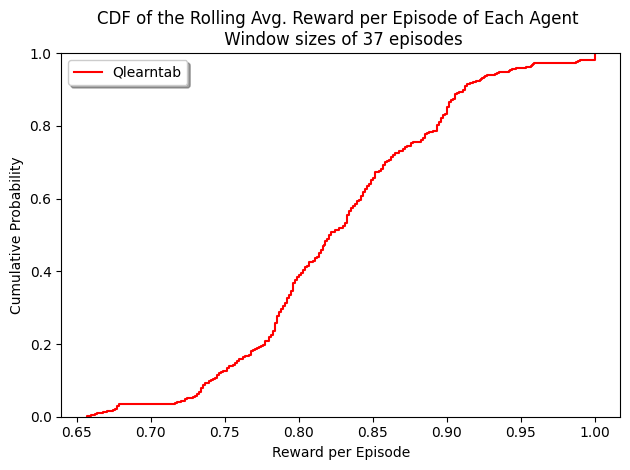 CDF of the Rolling Avg. Reward per Episode of Each Agent
Window sizes of 37 episodes
Qlearntab
1.0
0.8
0.6
0.4
0.2
0.0
Cumulative Probability
0.65 0.70 0.75 0.80 0.85 0.90 0.95 1.00
Reward per Episode